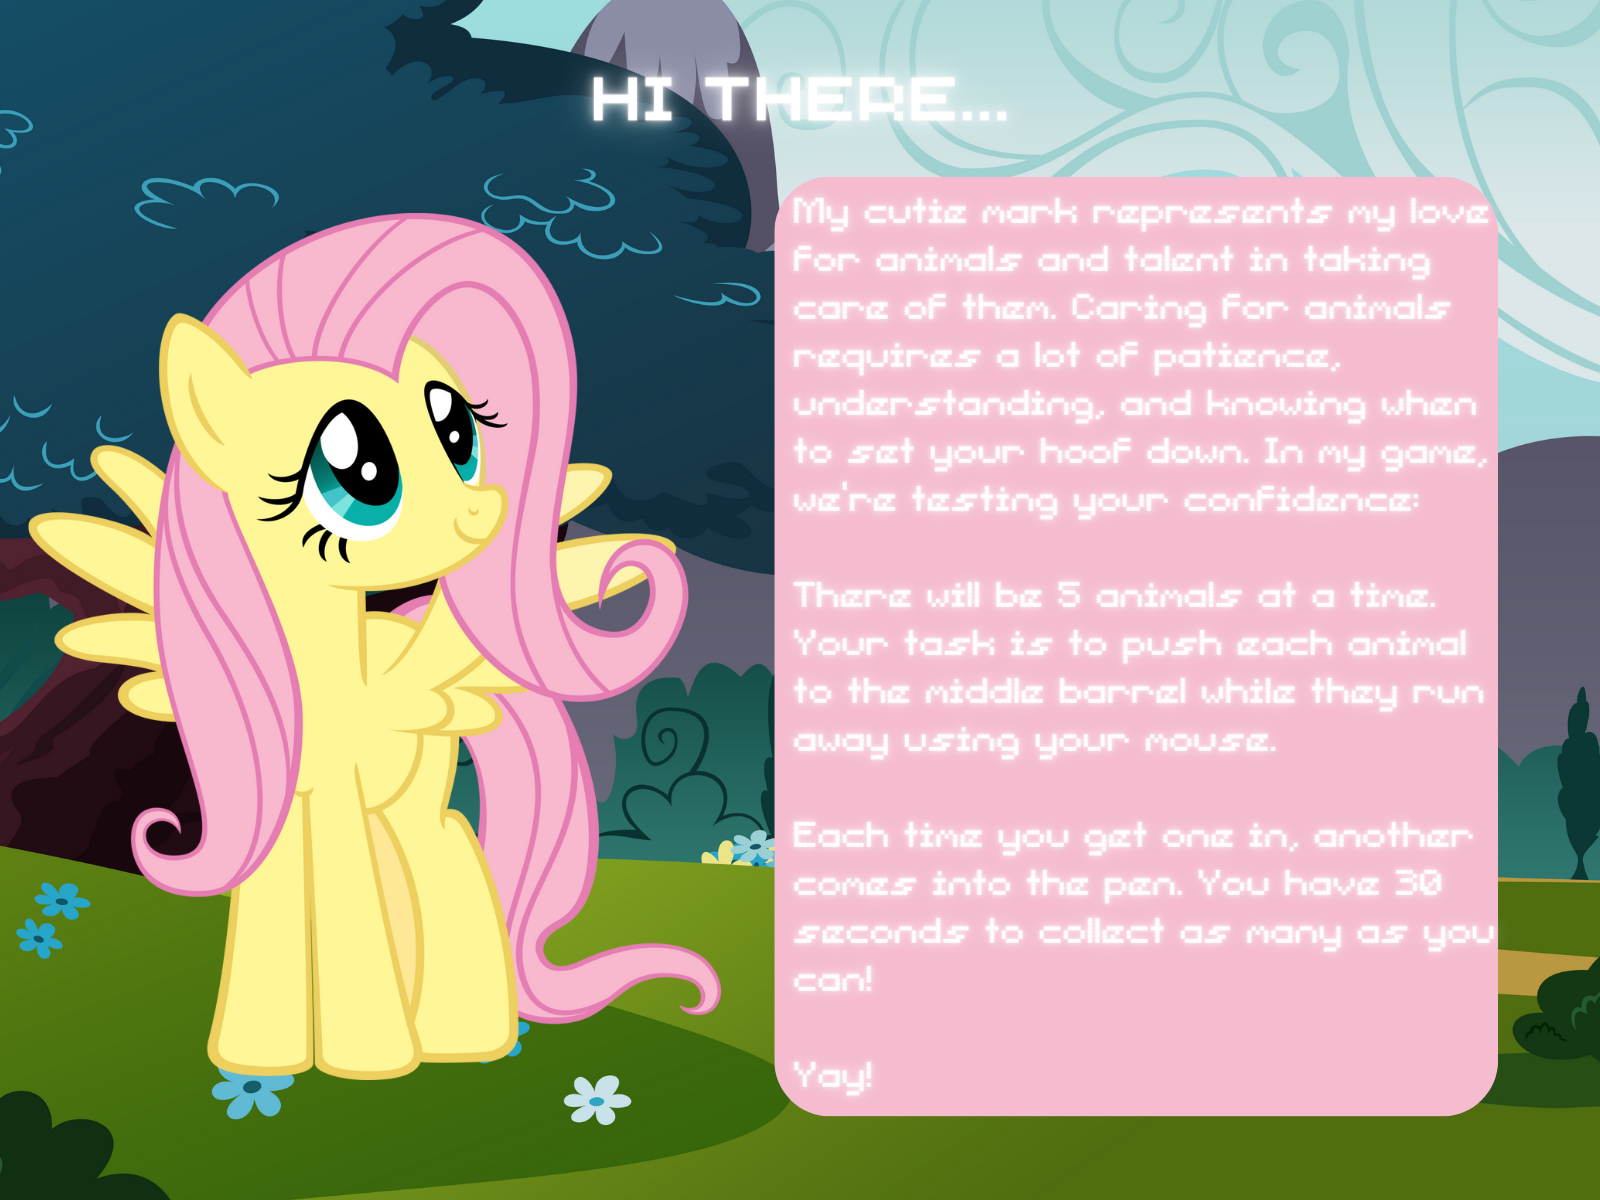 HI THERE...
My cutie mark represents my love
for animals and talent in taking
care of them. Caring for animals
requires a lot of patience,
understanding, and knowing when
to set your hoof down. In my game,
we're testing your confidence:
There will be 5 animals at a time.
Your task is to push each animal
to the middle barrel while they run
away using your mouse.
Each time you get one in, another
comes into the pen. You have 30
seconds to collect as many as you
can!
Yay!